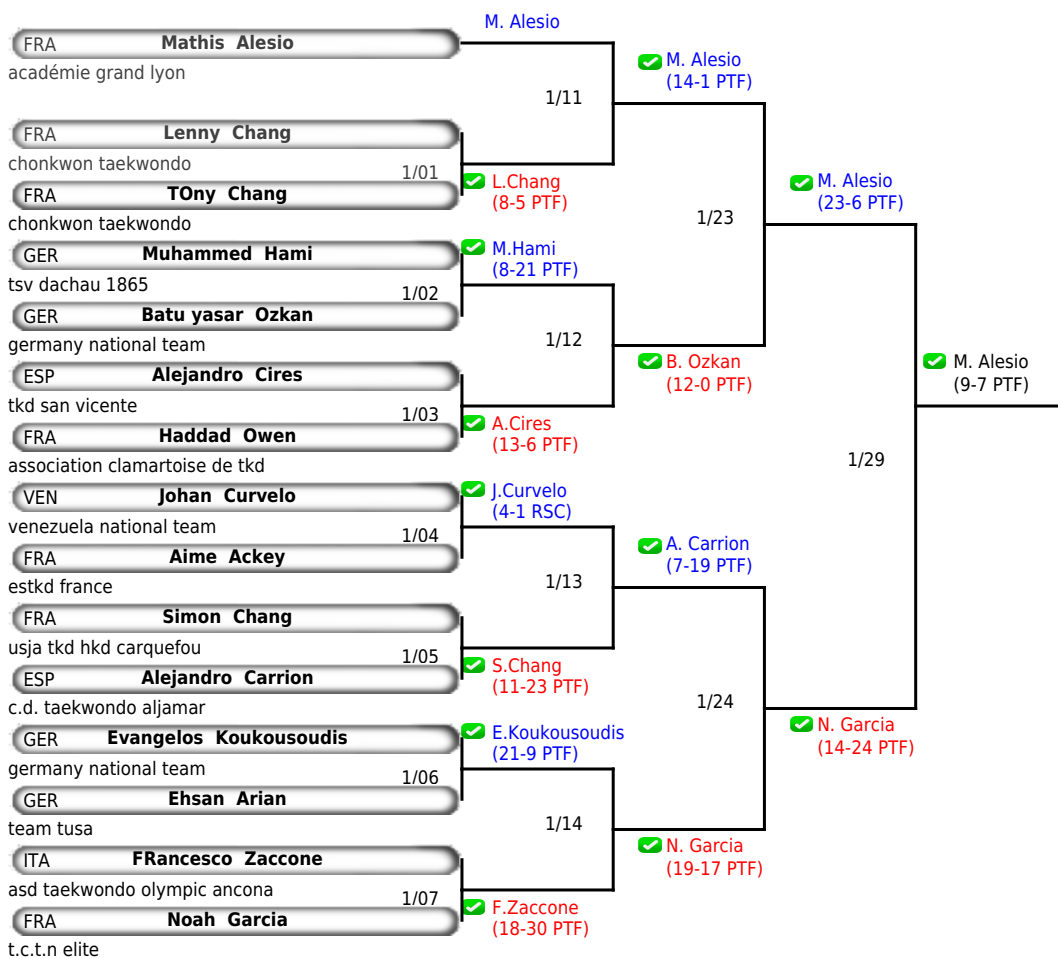 M. Alesio
FRA Mathis Alesio
académie grand lyon
M. Alesio
(14-1 PTF)
1/11
FRA Lenny Chang
chonkwon taekwondo
1/01
L.Chang
(8-5 PTF)
FRA TOny Chang
chonkwon taekwondo
M. Alesio
(23-6 PTF)
1/23
GER Muhammed Hami
tsv dachau 1865
M.Hami
(8-21 PTF)
1/02
GER Batu yasar Ozkan
germany national team
1/12
B. Ozkan
(12-0 PTF)
ESP Alejandro Cires
tkd san vicente
1/03
A.Cires
(13-6 PTF)
FRA Haddad Owen
association clamartoise de tkd
M. Alesio
(9-7 PTF)
1/29
VEN Johan Curvelo
venezuela national team
J.Curvelo
(4-1 RSC)
1/04
FRA Aime Ackey
estkd france
A. Carrion
(7-19 PTF)
1/13
FRA Simon Chang
usja tkd hkd carquefou
1/05
S.Chang
(11-23 PTF)
ESP Alejandro Carrion
c.d. taekwondo aljamar
1/24
N. Garcia
(14-24 PTF)
GER Evangelos Koukousoudis
germany national team
E.Koukousoudis
(21-9 PTF)
1/06
GER Ehsan Arian
team tusa
1/14
N. Garcia
(19-17 PTF)
ITA FRancesco Zaccone
asd taekwondo olympic ancona
1/07
F.Zaccone
(18-30 PTF)
FRA Noah Garcia
t.c.t.n elite